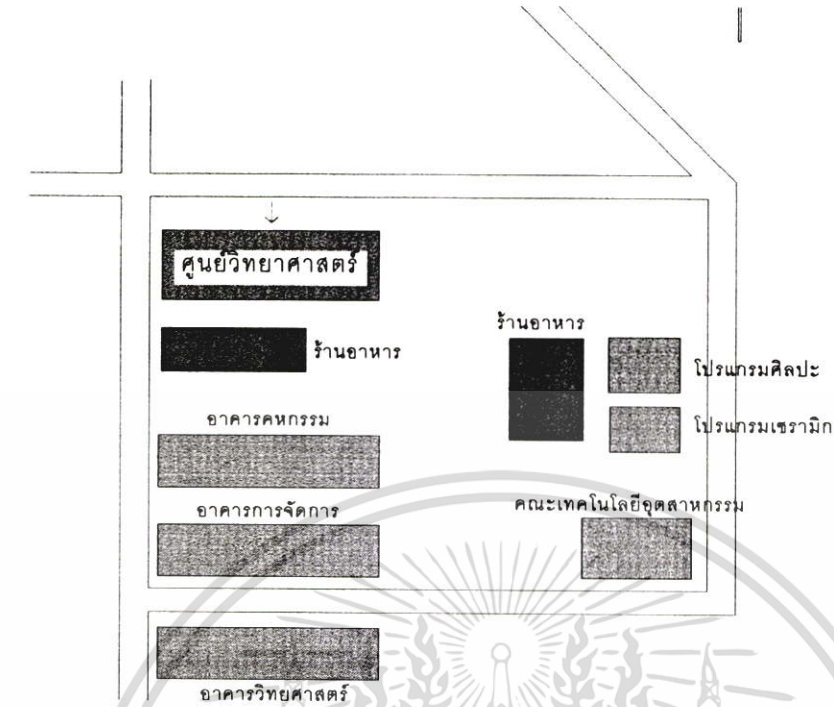 ศูนย์วิทยาศาสตร์
ร้านอาหาร
ร้านอาหาร
โปรแกรมศิลปะ
โปรแกรมเซรามิก
อาคารคหกรรม
อาคารการจัดการ
คณะเทคโนโลยีอุตสาหกรรม
อาคารวิทยศาสตร์